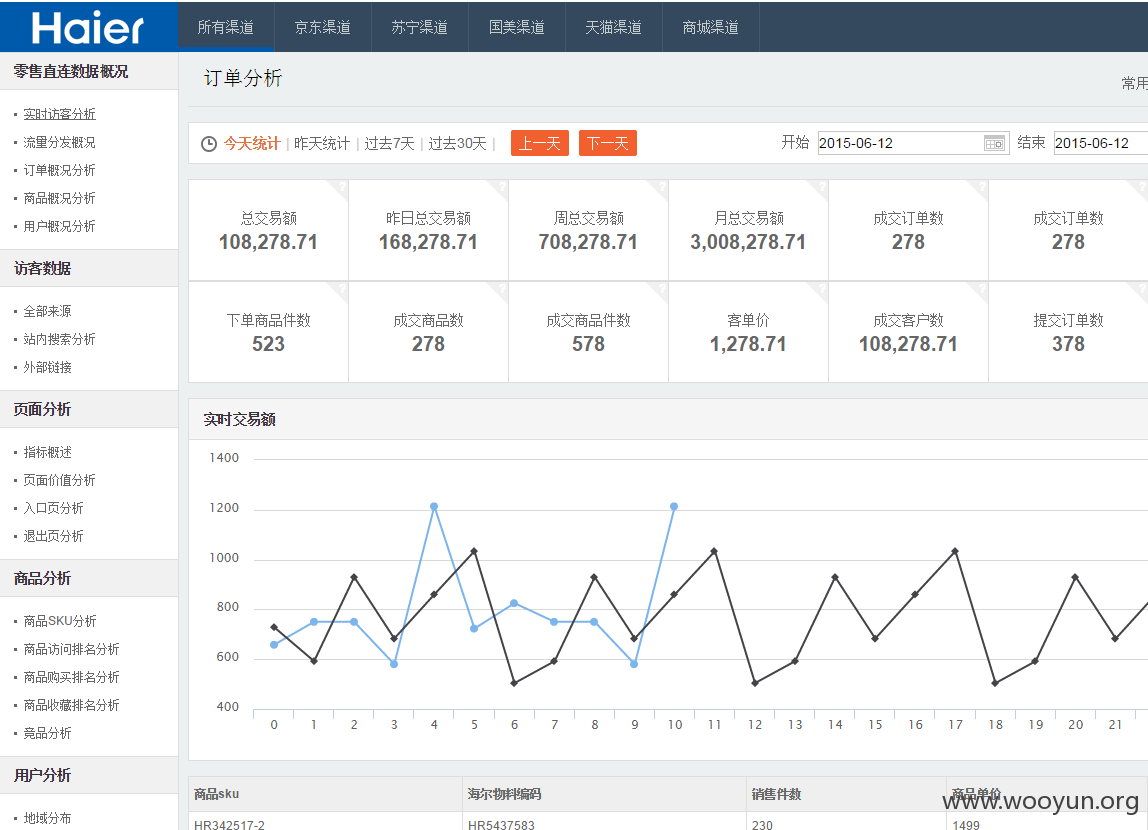 Haier 所有渠道 京东渠道 苏宁渠道 国美渠道 天猫渠道 商城渠道
零售直连数据概况
实时访客分析
流量分发概况
订单概况分析
商品概况分析
用户概况分析
访客数据
全部来源
站内搜索分析
外部链接
页面分析
指标概述
页面价值分析
入口页分析
退出页分析
商品分析
商品SKU分析
商品访问排名分析
商品购买排名分析
商品收藏排名分析
竞品分析
用户分析
地域分布
订单分析
常用
今天统计 | 昨天统计 | 过去7天 | 过去30天 | 上一天 下一天 开始 2015-06-12 结束 2015-06-12
总交易额 昨日总交易额 周总交易额 月总交易额 成交订单数 成交订单数
108,278.71 168,278.71 708,278.71 3,008,278.71 278 278
下单商品件数 成交商品数 成交商品件数 客单价 成交客户数 提交订单数
523 278 578 1,278.71 108,278.71 378
实时交易额
1400
1200
1000
800
600
400
0 1 2 3 4 5 6 7 8 9 10 11 12 13 14 15 16 17 18 19 20 21
商品sku 海尔物料编码 销售件数 商品单价
HR342517-2 HR5437583 230 1499
www.wooyun.org